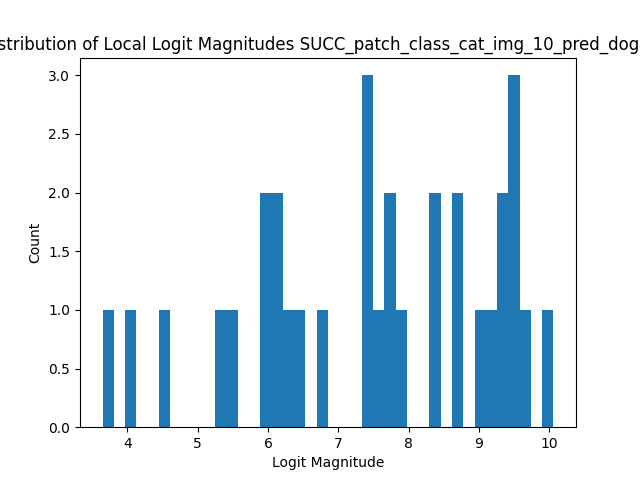 stribution of Local Logit Magnitudes SUCC_patch_class_cat_img_10_pred_dog
3.0
2.5
2.0
1.5
1.0
0.5
0.0
Count
4 5 6 7 8 9 10
Logit Magnitude